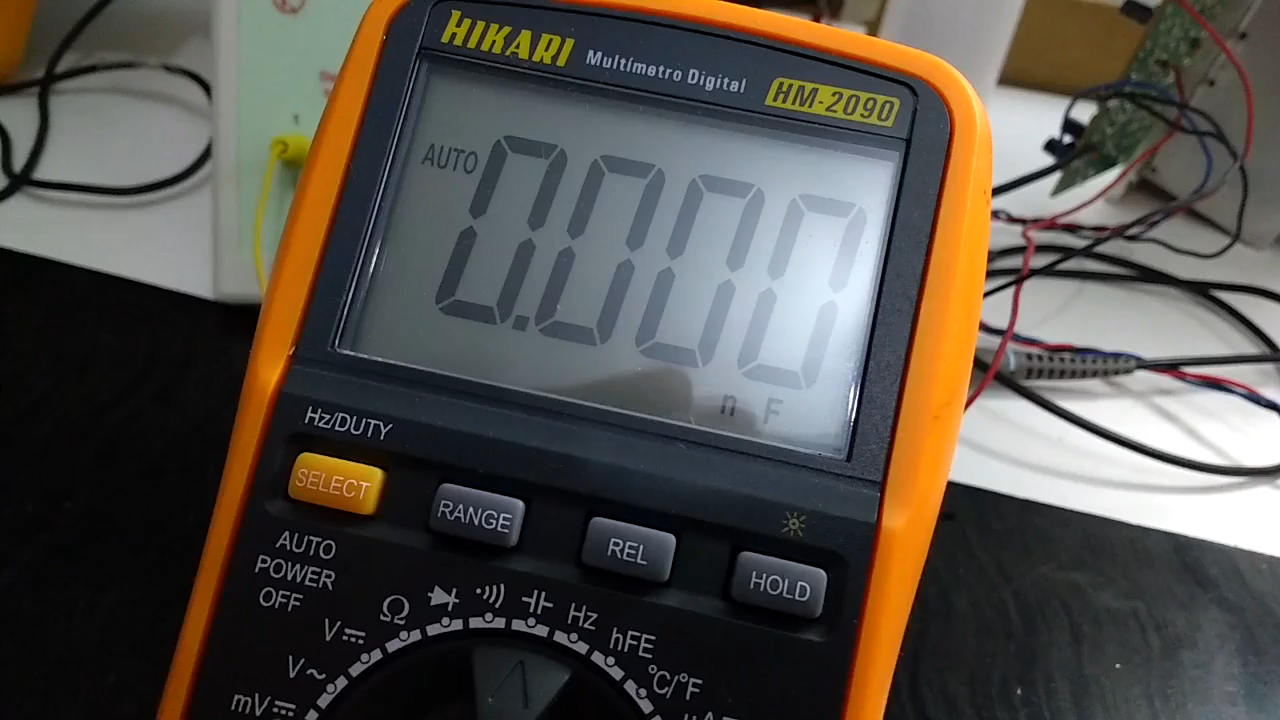 HIKARI Multímetro Digital HM-2090
AUTO
0.000
n F
Hz/DUTY
SELECT RANGE REL HOLD
AUTO
POWER
OFF
Ω Hz hFE
V⎓ °C/°F
V~
mV⎓